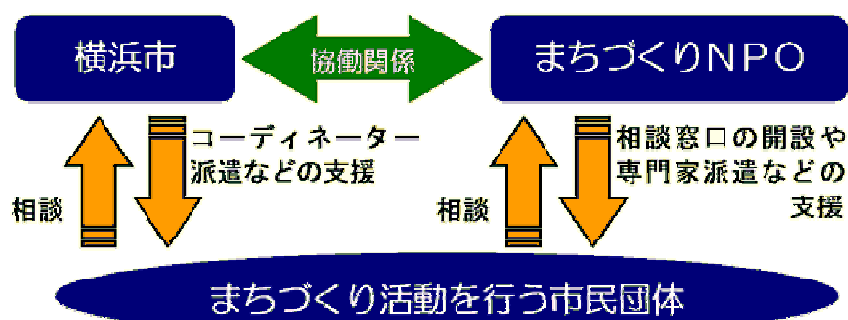 横浜市
協働関係
まちづくりＮＰＯ
コーディネーター
派遣などの支援
相談
相談窓口の開設や
専門家派遣などの
支援
相談
まちづくり活動を行う市民団体